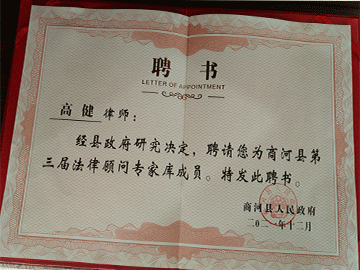 聘书
LETTER OF APPOINTMENT
高健律师：
经县政府研究决定，聘请您为商河县第
三届法律顾问专家库成员。特发此聘书。
商河县人民政府
二〇二一年十二月